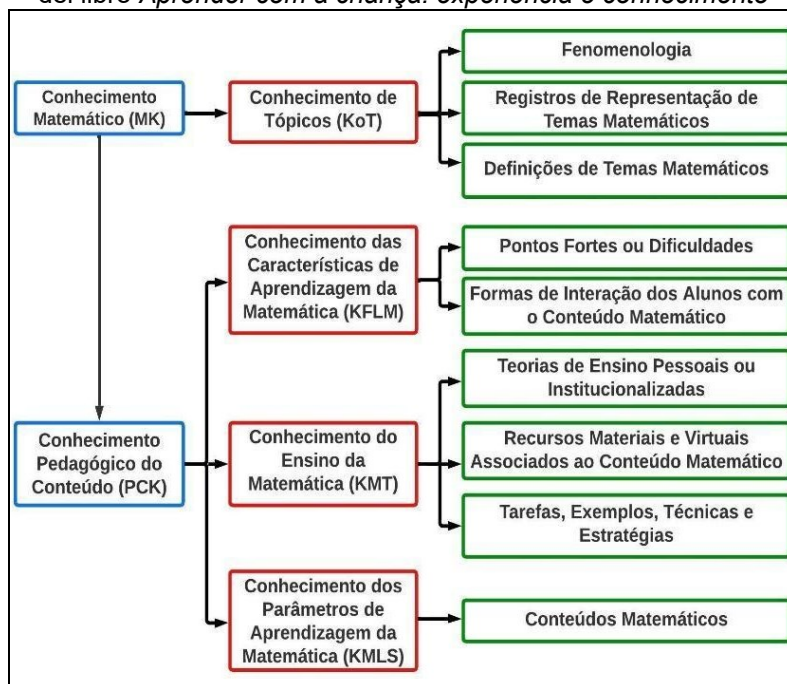 del libro Aprender com a criança: experiência e conhecimento
Conhecimento
Matemático (MK)
Conhecimento de
Tópicos (KoT)
Fenomenologia
Registros de Representação de
Temas Matemáticos
Definições de Temas Matemáticos
Conhecimento das
Características de
Aprendizagem da
Matemática (KFLM)
Pontos Fortes ou Dificuldades
Formas de Interação dos Alunos com
o Conteúdo Matemático
Conhecimento
Pedagógico do
Conteúdo (PCK)
Conhecimento do
Ensino da
Matemática (KMT)
Teorias de Ensino Pessoais ou
Institucionalizadas
Recursos Materiais e Virtuais
Associados ao Conteúdo Matemático
Tarefas, Exemplos, Técnicas e
Estratégias
Conhecimento dos
Parâmetros de
Aprendizagem da
Matemática (KMLS)
Conteúdos Matemáticos